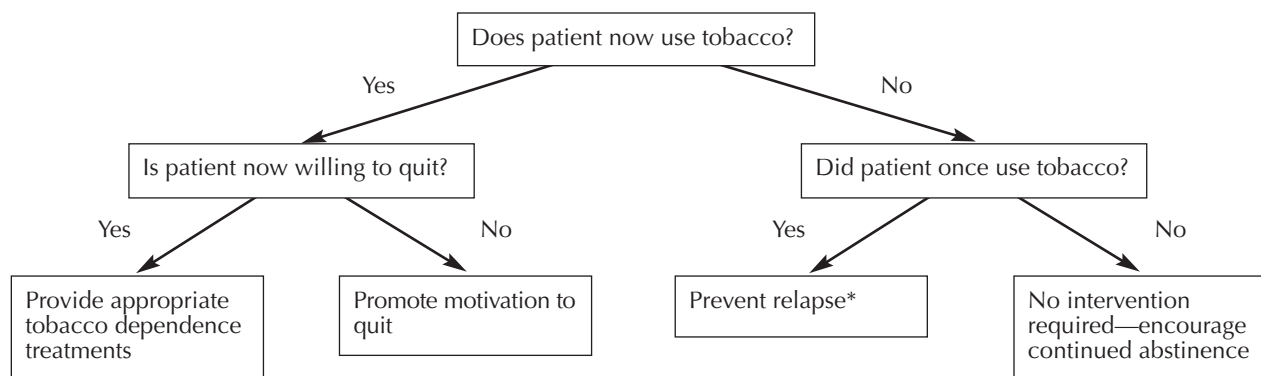 Does patient now use tobacco?
Yes
No
Is patient now willing to quit?
Did patient once use tobacco?
Yes
No
Yes
No
Provide appropriate
tobacco dependence
treatments
Promote motivation to
quit
Prevent relapse*
No intervention
required—encourage
continued abstinence